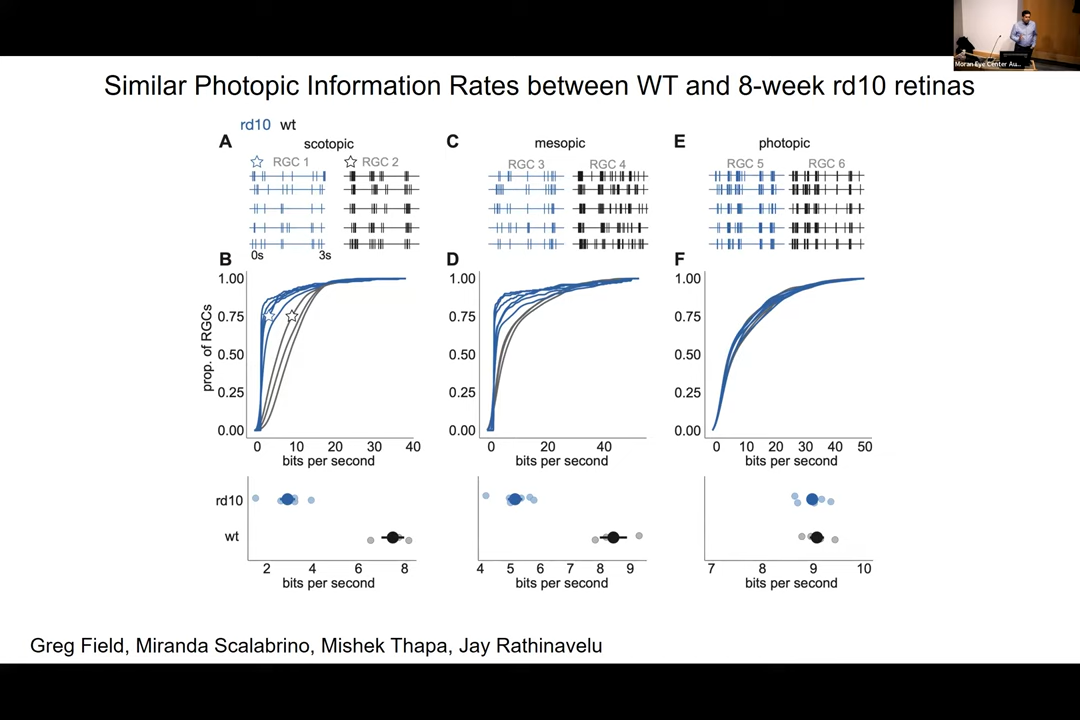 Moran Eye Center Au...
Similar Photopic Information Rates between WT and 8-week rd10 retinas
rd10 wt
A scotopic
RGC 1 RGC 2
0s 3s
C mesopic
RGC 3 RGC 4
E photopic
RGC 5 RGC 6
B
prop. of RGCs
1.00
0.75
0.50
0.25
0.00
0 10 20 30 40
bits per second
D
1.00
0.75
0.50
0.25
0.00
0 20 40
bits per second
F
1.00
0.75
0.50
0.25
0.00
0 10 20 30 40 50
bits per second
rd10
wt
2 4 6 8
bits per second
4 5 6 7 8 9
bits per second
7 8 9 10
bits per second
Greg Field, Miranda Scalabrino, Mishek Thapa, Jay Rathinavelu